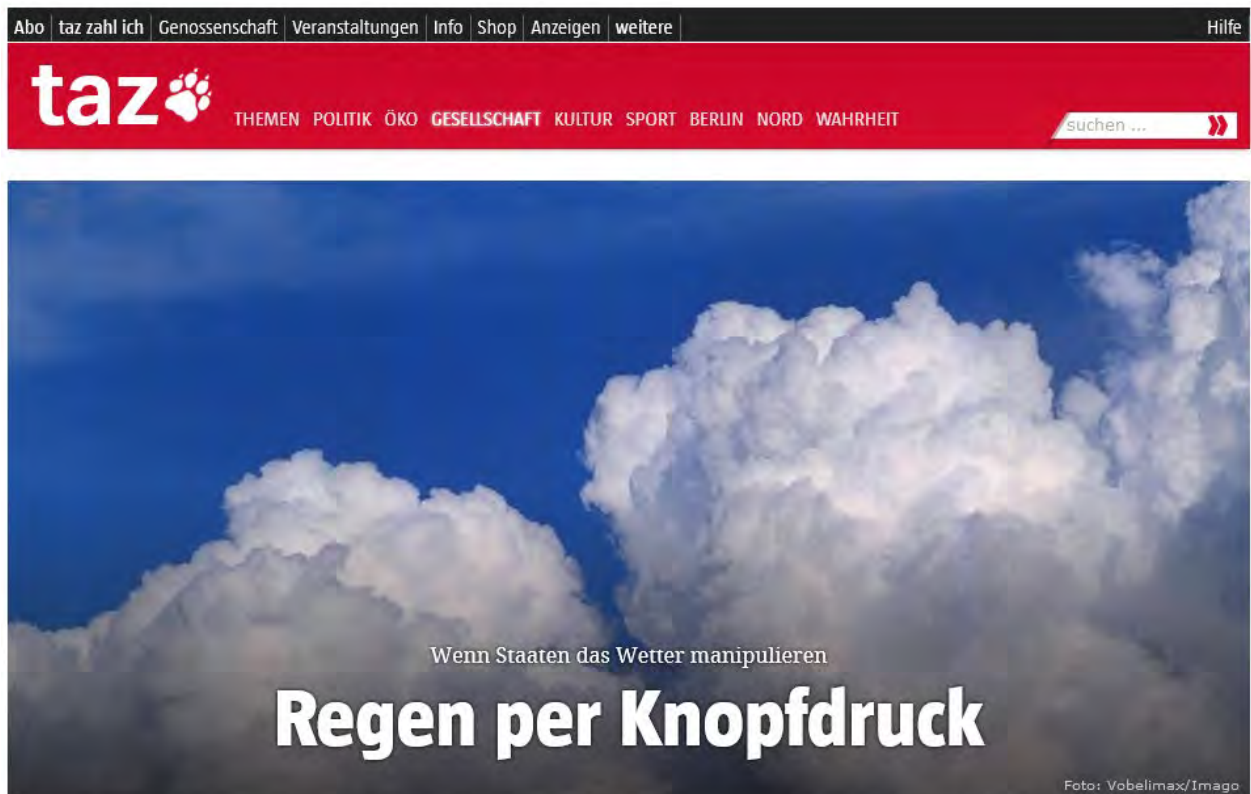 Abo taz zahl ich Genossenschaft Veranstaltungen Info Shop Anzeigen weitere Hilfe
taz
THEMEN POLITIK ÖKO GESELLSCHAFT KULTUR SPORT BERLIN NORD WAHRHEIT suchen ...
Wenn Staaten das Wetter manipulieren
Regen per Knopfdruck
Foto: Vobelimax/Imago